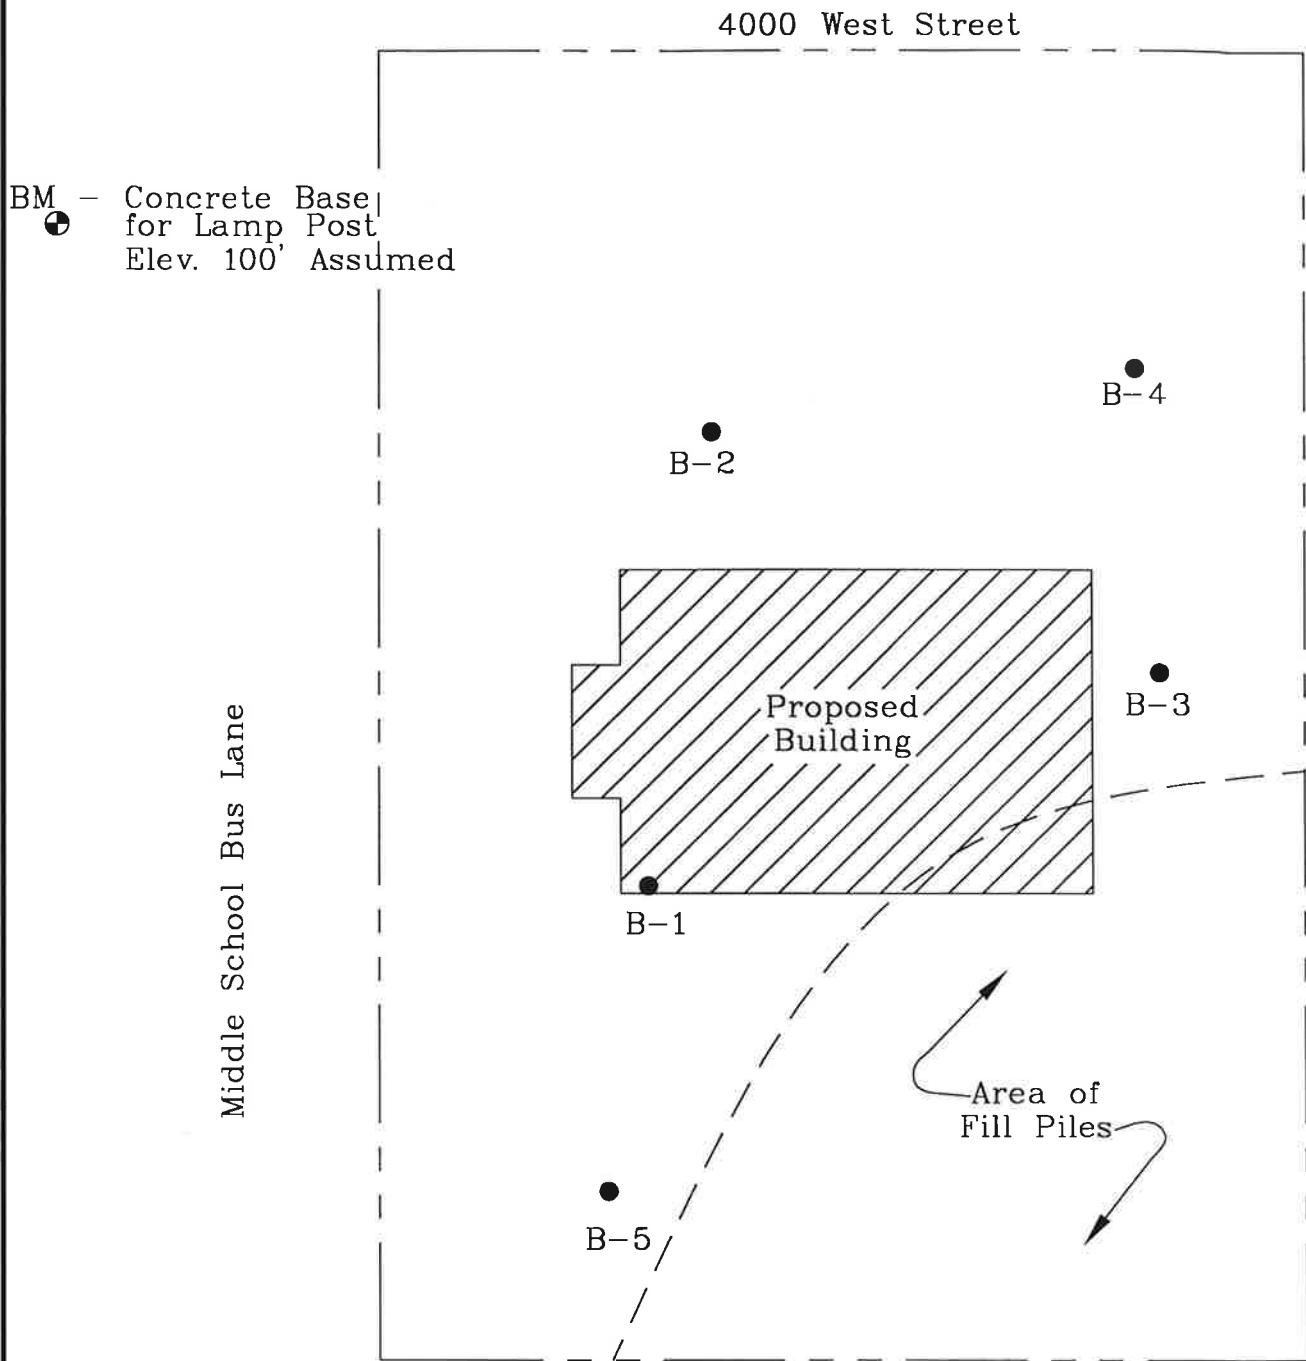 4000 West Street
BM – Concrete Base
for Lamp Post
Elev. 100' Assumed
B-4
B-2
Proposed
Building
B-3
Middle School Bus Lane
B-1
Area of
Fill Piles
B-5